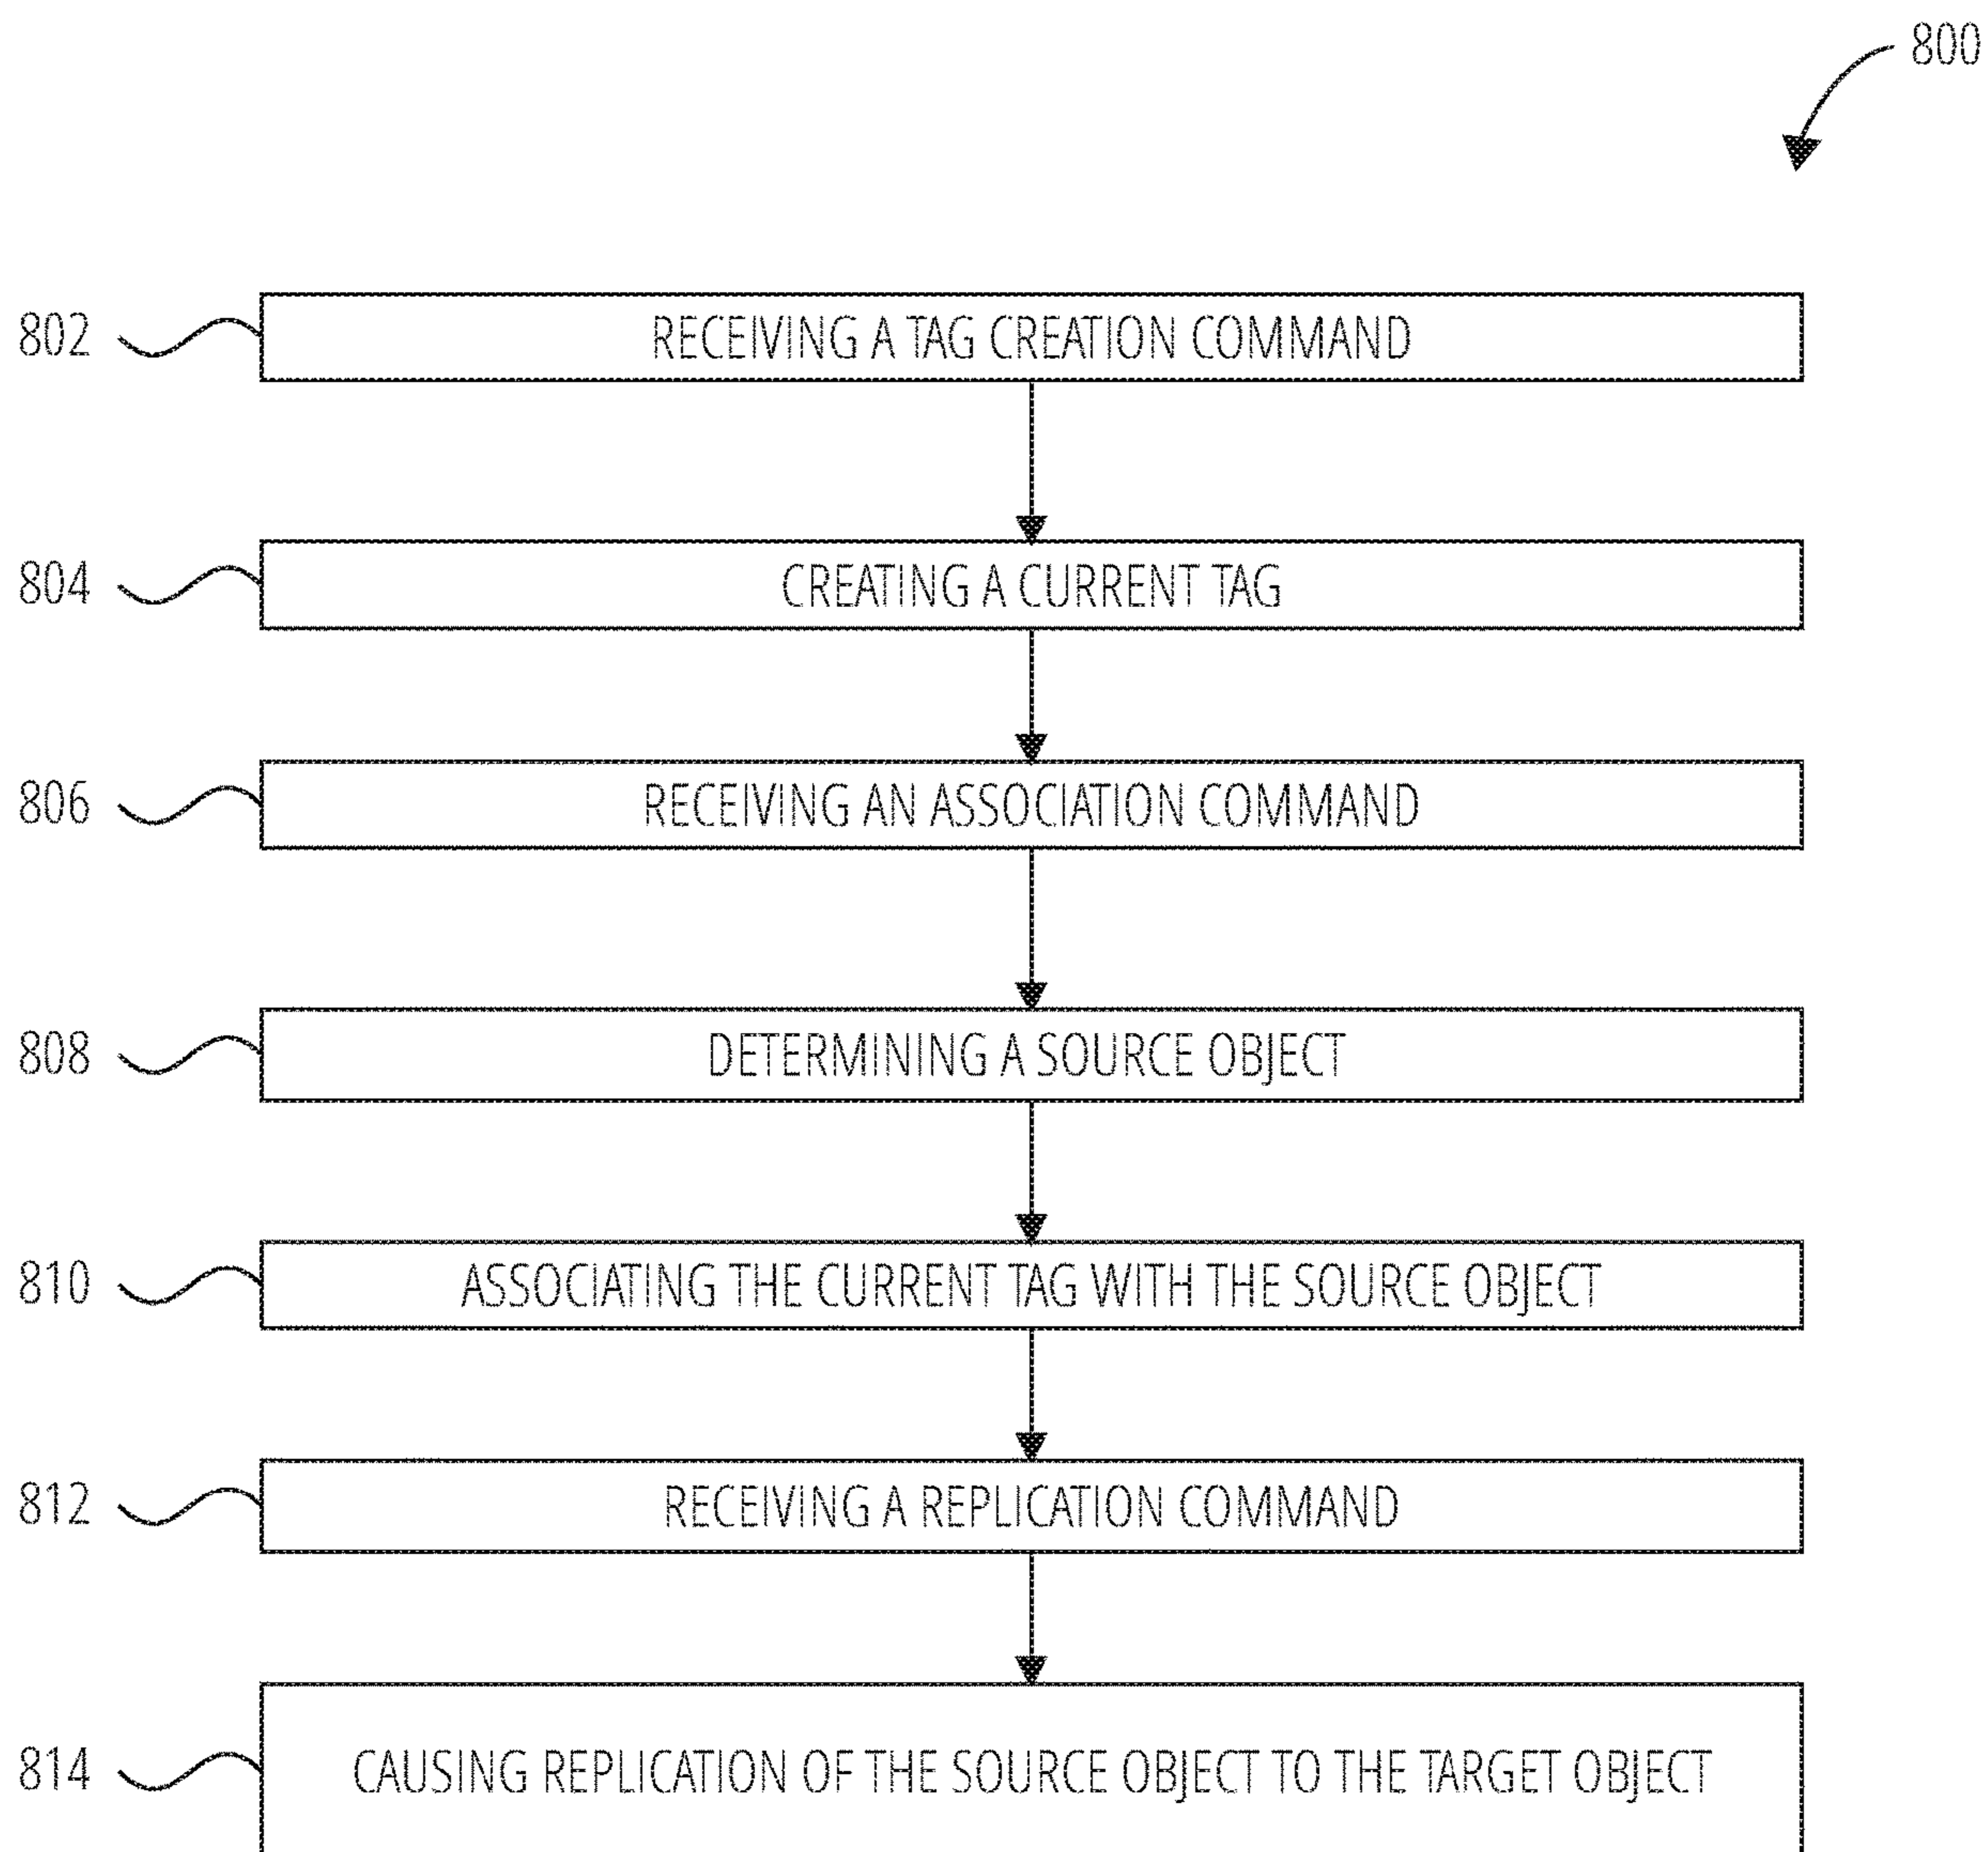 800
802 RECEIVING A TAG CREATION COMMAND
804 CREATING A CURRENT TAG
806 RECEIVING AN ASSOCIATION COMMAND
808 DETERMINING A SOURCE OBJECT
810 ASSOCIATING THE CURRENT TAG WITH THE SOURCE OBJECT
812 RECEIVING A REPLICATION COMMAND
814 CAUSING REPLICATION OF THE SOURCE OBJECT TO THE TARGET OBJECT